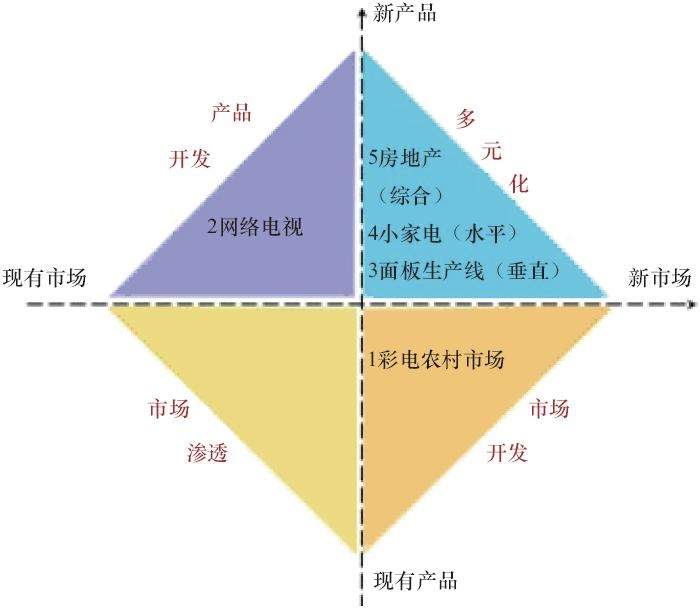 新产品
产品
开发
多
元
化
5房地产
（综合）
2网络电视
4小家电（水平）
3面板生产线（垂直）
现有市场
新市场
1彩电农村市场
市场
渗透
市场
开发
现有产品